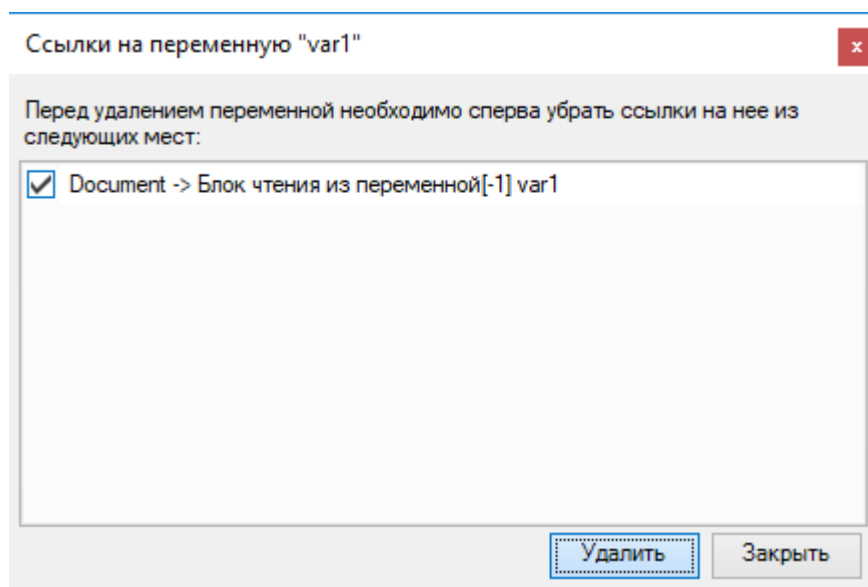 Ссылки на переменную "var1"
x
Перед удалением переменной необходимо сперва убрать ссылки на нее из
следующих мест:
Document -> Блок чтения из переменной[-1] var1
Удалить
Закрыть